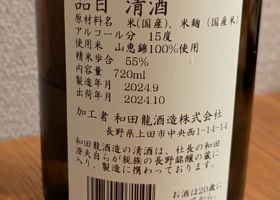 品目 清酒
原材料名 米(国産)、米麹(国産米)
アルコール分 15度
使用米 山恵錦100%使用
精米歩合 55%
内容量 720ml
製造年月 2024.9
出荷年月 2024.10
加工者 和田龍酒造株式会社
長野県上田市中央西1-14-14
和田龍酒造の清酒は、社長の和田
澄夫自らが親族の長野銘醸の蔵に
入り、製造に携わっております。
お酒は20歳に